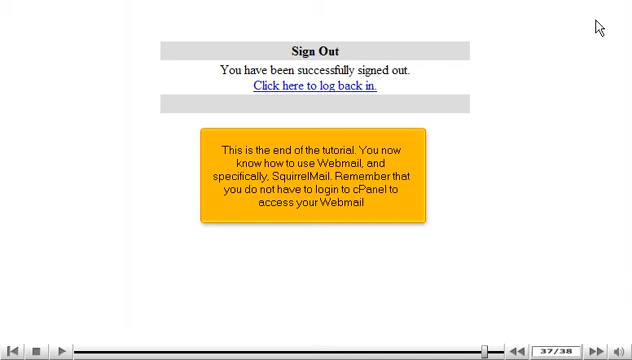 Sign Out
You have been successfully signed out.
Click here to log back in.
This is the end of the tutorial. You now
know how to use Webmail, and
specifically, SquirrelMail. Remember that
you do not have to login to cPanel to
access your Webmail
37/38